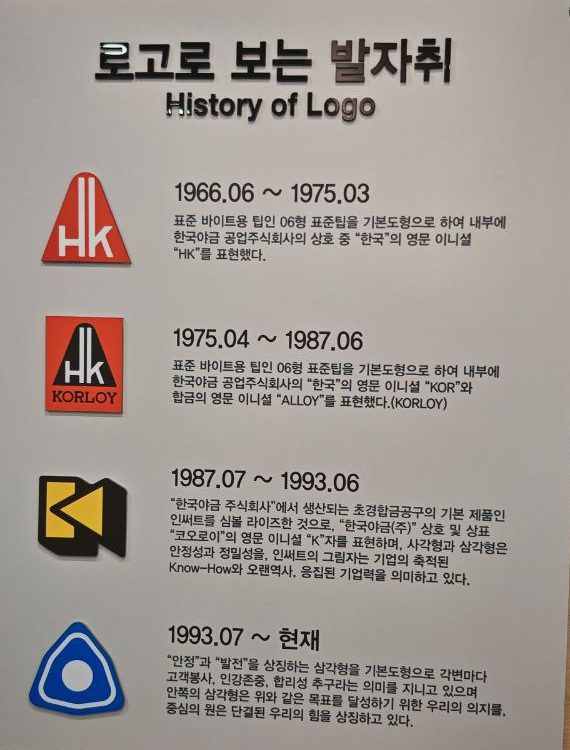 로고로 보는 발자취
History of Logo
HK
1966.06 ~ 1975.03
표준 바이트용 팁인 06형 표준팁을 기본도형으로 하여 내부에
한국야금 공업주식회사의 상호 중 "한국"의 영문 이니셜
"HK"를 표현했다.
HK
KORLOY
1975.04 ~ 1987.06
표준 바이트용 팁인 06형 표준팁을 기본도형으로 하여 내부에
한국야금 공업주식회사의 "한국"의 영문 이니셜 "KOR"와
합금의 영문 이니셜 "ALLOY"를 표현했다.(KORLOY)
1987.07 ~ 1993.06
"한국야금 주식회사"에서 생산되는 초경합금공구의 기본 제품인
인써트를 심볼 라이즈한 것으로, "한국야금(주)" 상호 및 상표
"코오로이"의 영문 이니셜 "K"자를 표현하며, 사각형과 삼각형은
안정성과 정밀성을, 인써트의 그림자는 기업의 축적된
Know-How와 오랜역사, 응집된 기업력을 의미하고 있다.
1993.07 ~ 현재
"안정"과 "발전"을 상징하는 삼각형을 기본도형으로 각변마다
고객봉사, 인강존중, 합리성 추구라는 의미를 지니고 있으며
안쪽의 삼각형은 위와 같은 목표를 달성하기 위한 우리의 의지를,
중심의 원은 단결된 우리의 힘을 상징하고 있다.